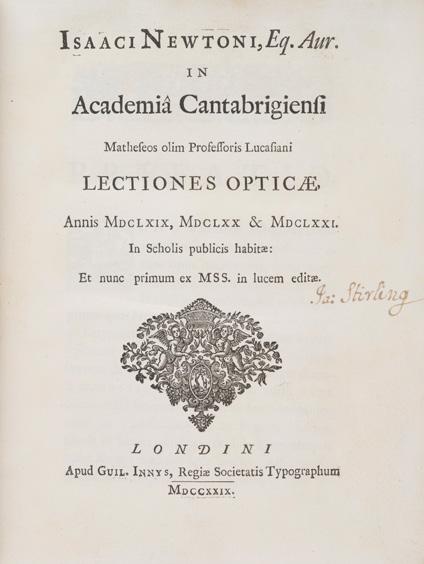 ISAACI NEWTONI, Eq. Aur.
IN
Academiâ Cantabrigienſi
Matheſeos olim Profeſſoris Lucaſiani
LECTIONES OPTICÆ,
Annis MDCLXIX, MDCLXX & MDCLXXI.
In Scholis publicis habitæ:
Et nunc primum ex MSS. in lucem editæ.
Ja: Stirling
LONDINI
Apud GUIL. INNYS, Regiæ Societatis Typographum
MDCCXXIX.